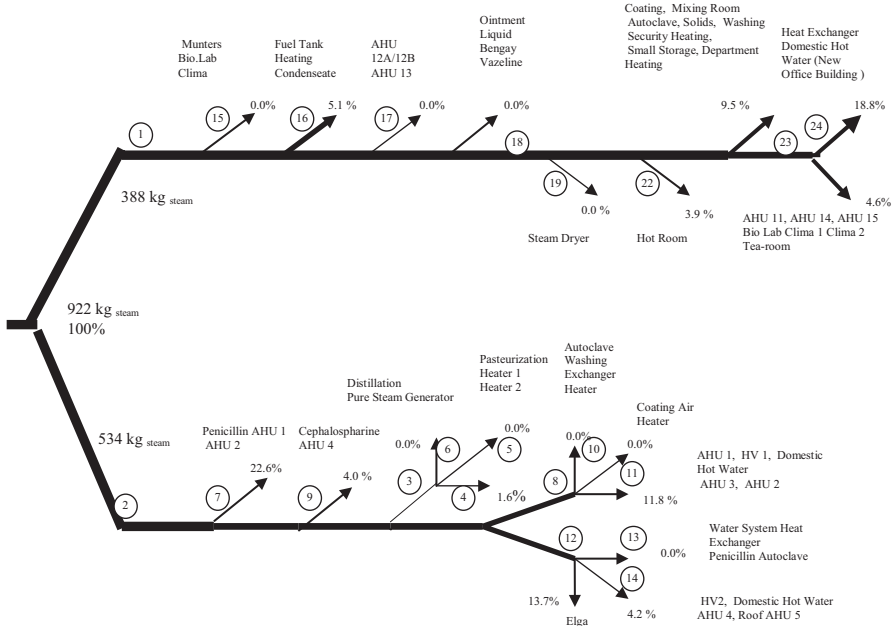 Munters
Bio.Lab
Clima
Fuel Tank
Heating
Condenseate
AHU
12A/12B
AHU 13
Ointment
Liquid
Bengay
Vazeline
Coating, Mixing Room
Autoclave, Solids, Washing
Security Heating,
Small Storage, Department
Heating
Heat Exchanger
Domestic Hot
Water (New
Office Building )
1
15
0.0%
16
5.1 %
17
0.0%
0.0%
18
9.5 %
23
24
18.8%
19
0.0 %
22
3.9 %
4.6%
Steam Dryer
Hot Room
AHU 11, AHU 14, AHU 15
Bio Lab Clima 1 Clima 2
Tea-room
388 kg steam
922 kg steam
100%
534 kg steam
2
Penicillin AHU 1
AHU 2
22.6%
7
Cephalospharine
AHU 4
4.0 %
9
Distillation
Pure Steam Generator
0.0%
6
3
4
5
0.0%
1.6%
Pasteurization
Heater 1
Heater 2
Autoclave
Washing
Exchanger
Heater
0.0%
10
8
Coating Air
Heater
0.0%
11
11.8 %
AHU 1, HV 1, Domestic
Hot Water
AHU 3, AHU 2
12
13
0.0%
Water System Heat
Exchanger
Penicillin Autoclave
14
13.7%
Elga
4.2 %
HV2, Domestic Hot Water
AHU 4, Roof AHU 5